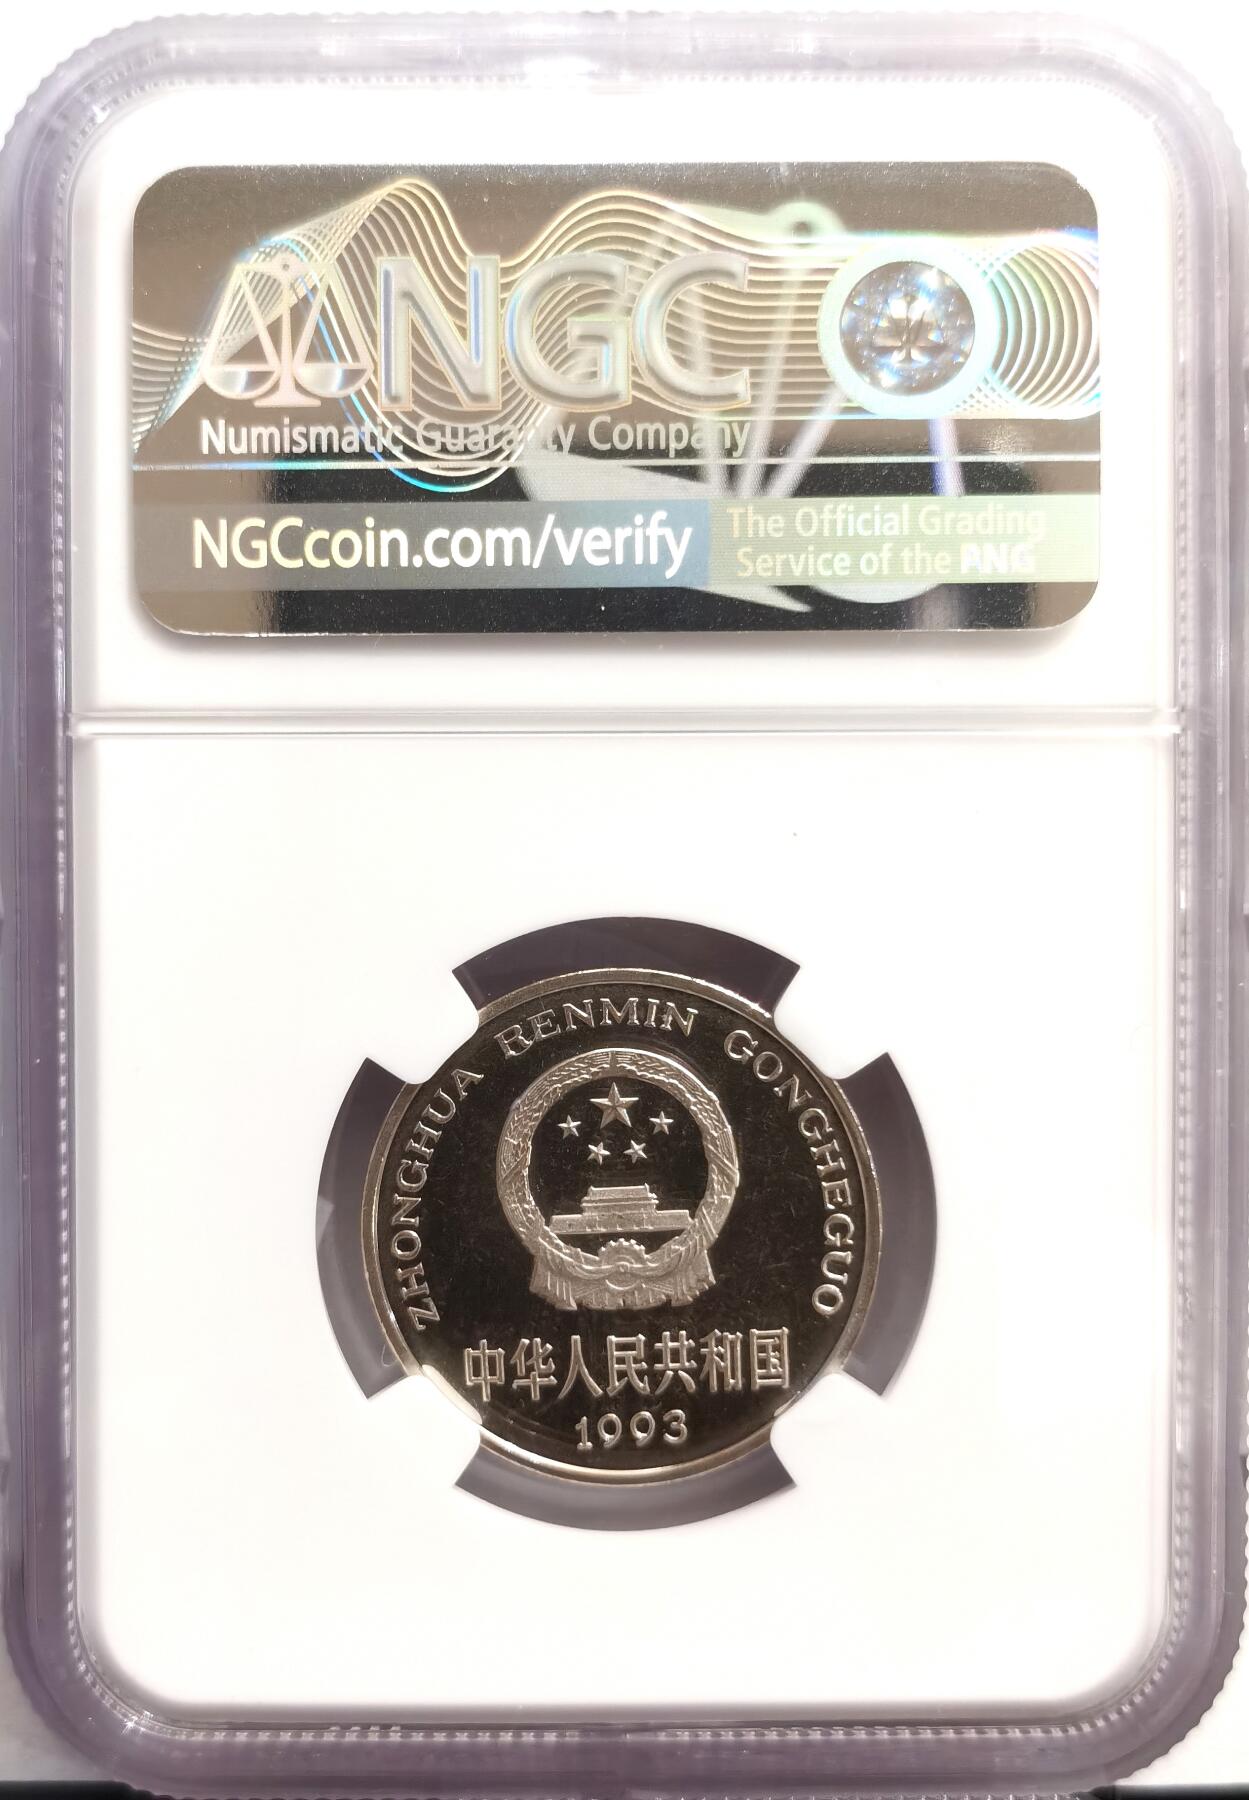 NGC
Numismatic Guaranty Company
NGCcoin.com/verify
The Official Grading
Service of the PNG
ZHONGHUA RENMIN GONGHEGUO
中华人民共和国
1993